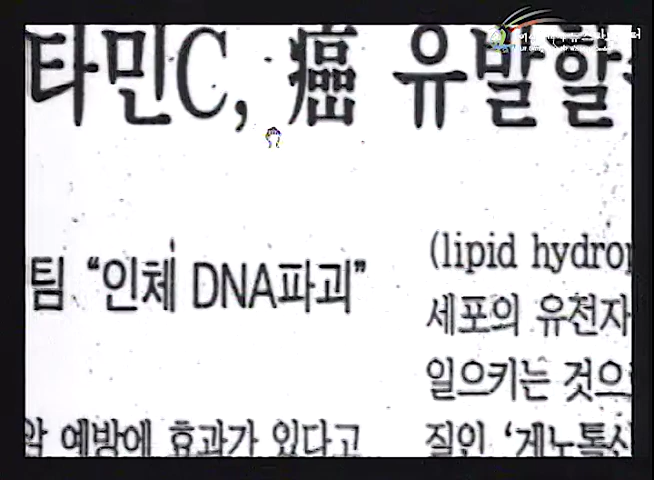 타민C, 癌 유발할
팀 “인체 DNA파괴”
암 예방에 효과가 있다고
(lipid hydrop
세포의 유전자
일으키는 것으
질인 ‘게노톡신